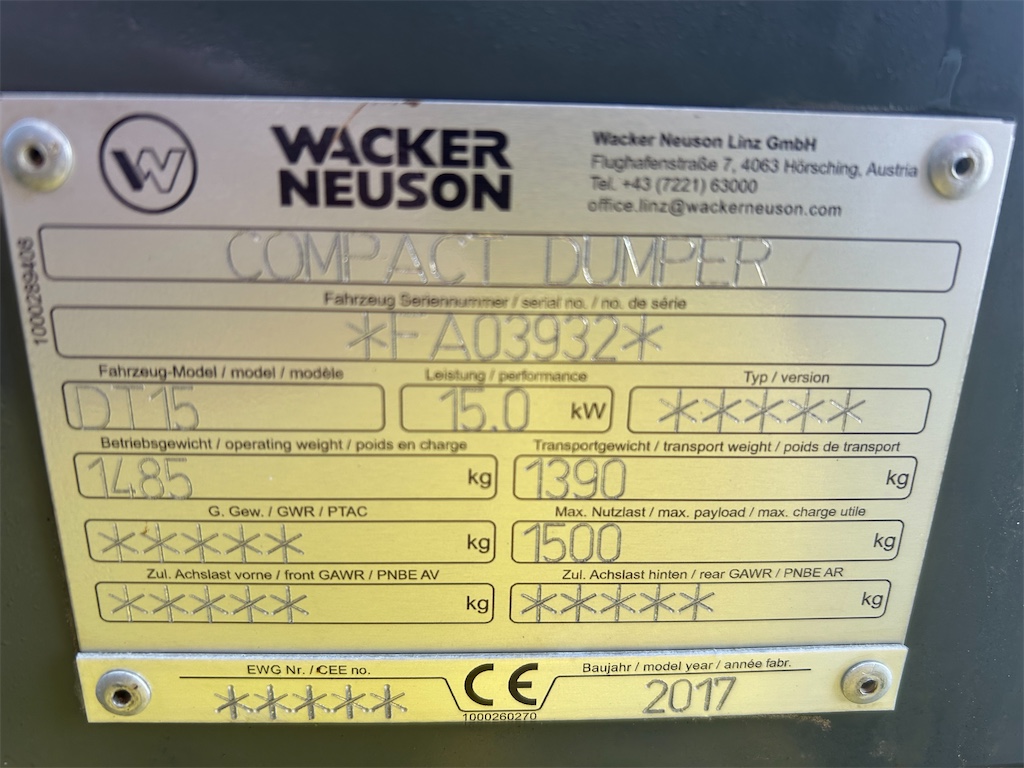 W WACKER NEUSON
Wacker Neuson Linz GmbH
Flughafenstraße 7, 4063 Hörsching, Austria
Tel. +43 (7221) 63000
office.linz@wackerneuson.com
1000289408
COMPACT DUMPER
Fahrzeug Seriennummer / serial no. / no. de série
*FA03932*
Fahrzeug-Model / model / modèle
DT15
Leistung / performance
15.0 kW
Typ / version
*****
Betriebsgewicht / operating weight / poids en charge
1485 kg
Transportgewicht / transport weight / poids de transport
1390 kg
G. Gew. / GWR / PTAC
***** kg
Max. Nutzlast / max. payload / max. charge utile
1500 kg
Zul. Achslast vorne / front GAWR / PNBE AV
***** kg
Zul. Achslast hinten / rear GAWR / PNBE AR
***** kg
EWG Nr. / CEE no.
*****
CE
1000260270
Baujahr / model year / année fabr.
2017